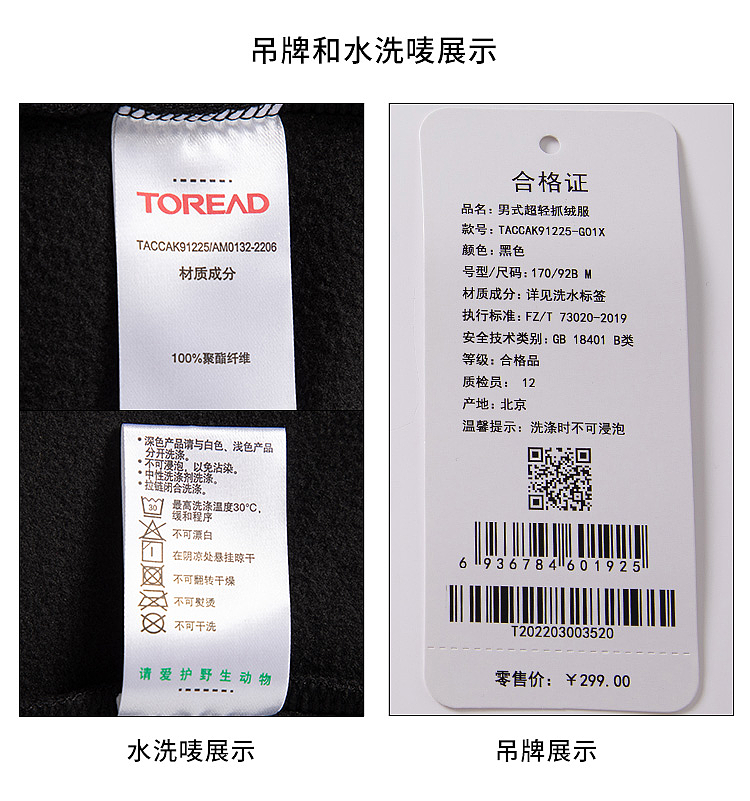 吊牌和水洗唛展示
TOREAD
TACCAK91225/AM0132-2206
材质成分
100%聚酯纤维
*深色产品请与白色、浅色产品
分开洗涤。
*不可浸泡，以免沾染。
*中性洗涤剂洗涤。
*拉链闭合洗涤。
30
最高洗涤温度30℃，
缓和程序
不可漂白
在阴凉处悬挂晾干
不可翻转干燥
不可熨烫
不可干洗
请爱护野生动物
水洗唛展示
合格证
品名: 男式超轻抓绒服
款号: TACCAK91225-G01X
颜色: 黑色
号型/尺码: 170/92B M
材质成分: 详见洗水标签
执行标准: FZ/T 73020-2019
安全技术类别: GB 18401 B类
等级: 合格品
质检员: 12
产地: 北京
温馨提示: 洗涤时不可浸泡
6 936784 601925
T202203003520
零售价: ¥299.00
吊牌展示